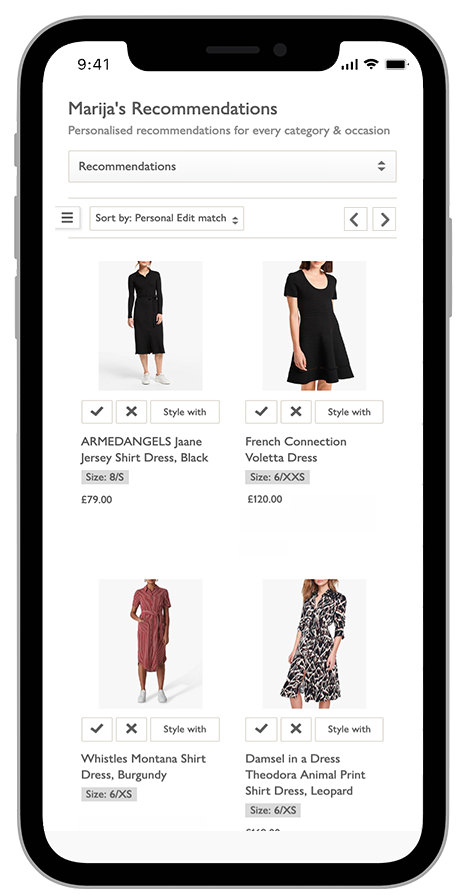 9:41
Marija's Recommendations
Personalised recommendations for every category & occasion
Recommendations
Sort by: Personal Edit match
Style with
Style with
ARMEDANGELS Jaane
Jersey Shirt Dress, Black
Size: 8/S
£79.00
French Connection
Voletta Dress
Size: 6/XXS
£120.00
Style with
Style with
Whistles Montana Shirt
Dress, Burgundy
Size: 6/XS
Damsel in a Dress
Theodora Animal Print
Shirt Dress, Leopard
Size: 6/XS